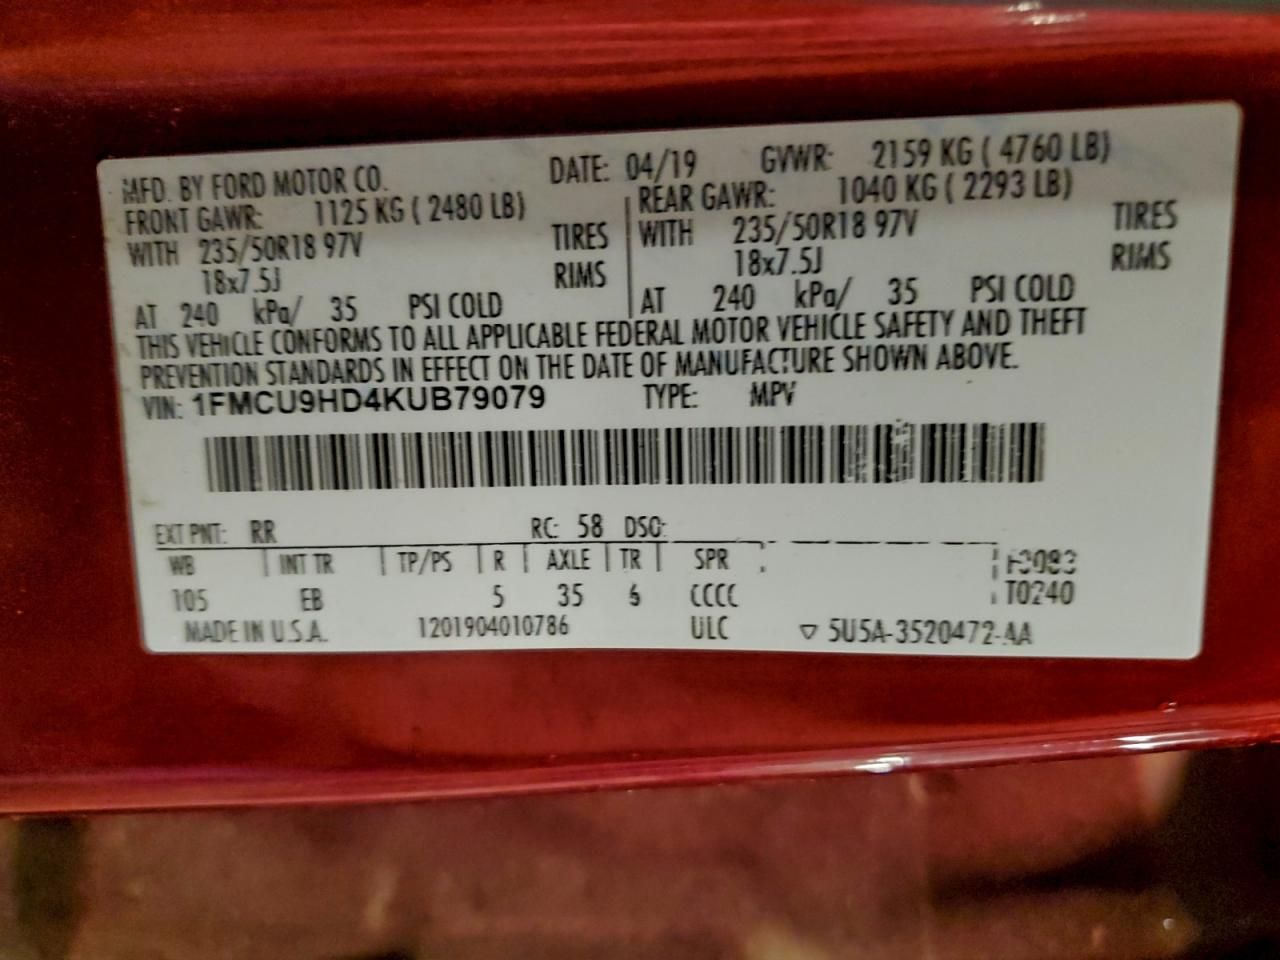 MFD. BY FORD MOTOR CO. DATE: 04/19 GVWR: 2159 KG ( 4760 LB)
FRONT GAWR: 1125 KG ( 2480 LB) REAR GAWR: 1040 KG ( 2293 LB)
WITH 235/50R18 97V TIRES WITH 235/50R18 97V TIRES
18x7.5J RIMS 18x7.5J RIMS
AT 240 kPa/ 35 PSI COLD AT 240 kPa/ 35 PSI COLD
THIS VEHICLE CONFORMS TO ALL APPLICABLE FEDERAL MOTOR VEHICLE SAFETY AND THEFT
PREVENTION STANDARDS IN EFFECT ON THE DATE OF MANUFACTURE SHOWN ABOVE.
VIN: 1FMCU9HD4KUB79079 TYPE: MPV
EXT PNT: RR RC: 58 DSO:
WB INT TR TP/PS R AXLE TR SPR
105 EB 5 35 6 CCCC T0240
MADE IN U.S.A. 1201904010786 ULC ▽ 5U5A-3520472-AA